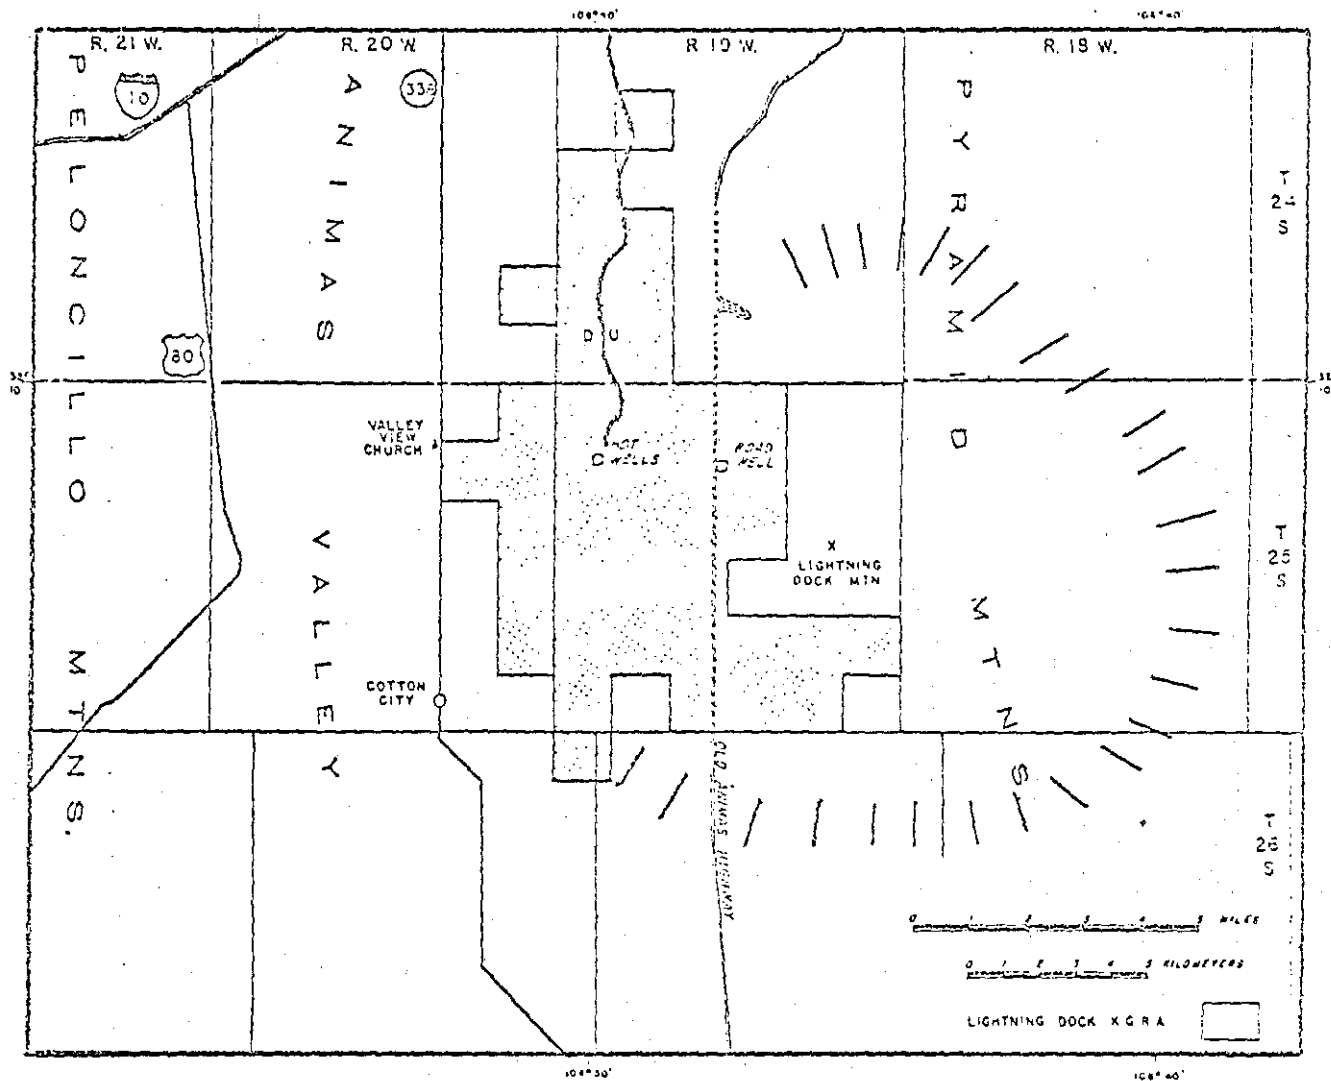 R. 21 W.
R. 20 W
R 19 W.
R. 18 W.
10
80
PELONCILLO MTNS.
ANIMAS VALLEY
PYRAMID MTNS
T
24
S
T
25
S
T
26
S
VALLEY
VIEW
CHURCH
HOT
WELLS
ROAD
WELL
X
LIGHTNING
DOCK MTN
COTTON
CITY
OLD ANIMAS HIGHWAY
0 1 2 3 4 5 MILES
0 1 2 3 4 5 KILOMETERS
LIGHTNING DOCK K G R A